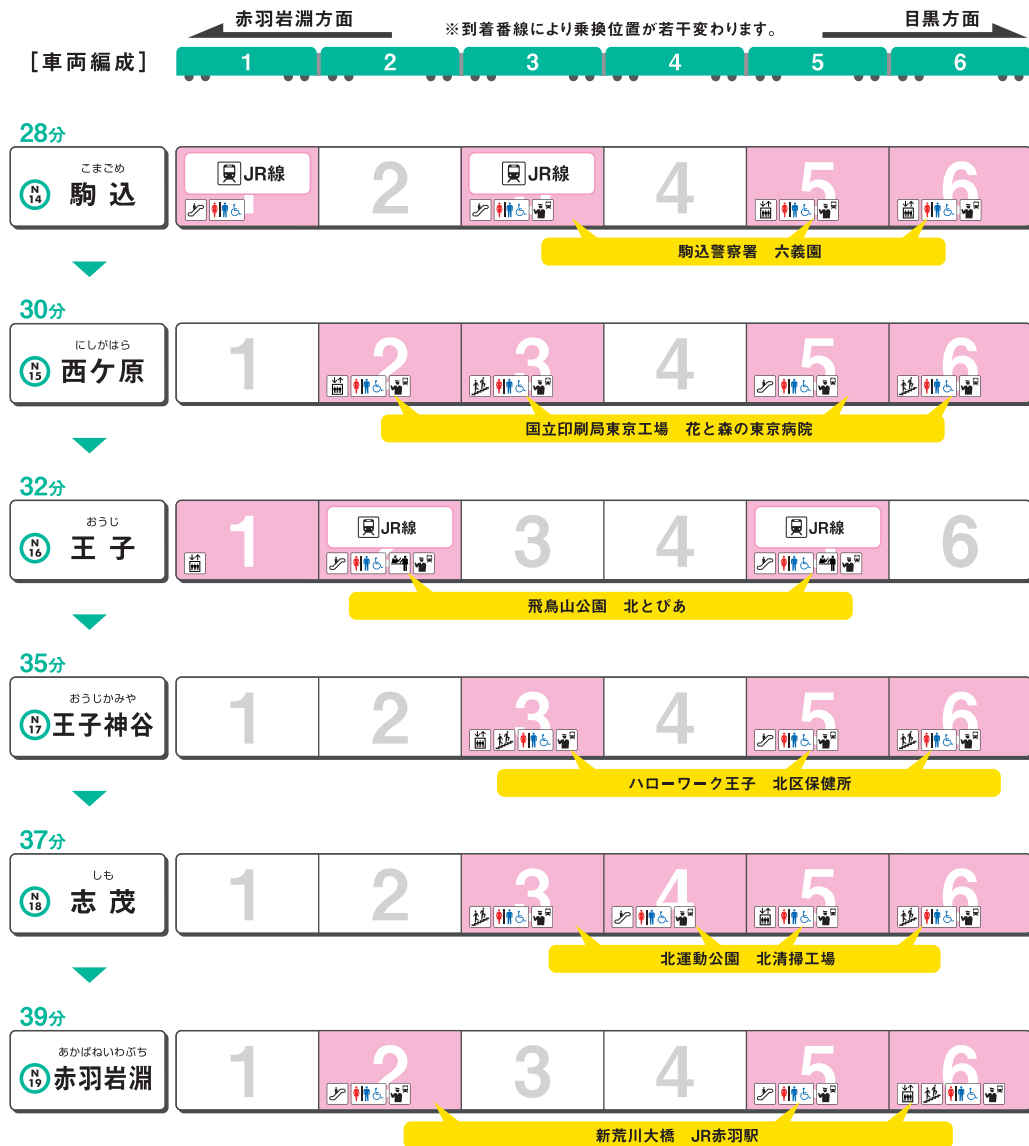 赤羽岩淵方面
※到着番線により乗換位置が若干変わります。
目黒方面
[車両編成]
1 2 3 4 5 6
28分
こまごめ
N14 駒込
JR線 2 JR線 4 5 6
駒込警察署 六義園
30分
にしがはら
N15 西ケ原
1 2 3 4 5 6
国立印刷局東京工場 花と森の東京病院
32分
おうじ
N16 王子
1 JR線 3 4 JR線 6
飛鳥山公園 北とぴあ
35分
おうじかみや
N17 王子神谷
1 2 3 4 5 6
ハローワーク王子 北区保健所
37分
しも
N18 志茂
1 2 3 4 5 6
北運動公園 北清掃工場
39分
あかばねいわぶち
N19 赤羽岩淵
1 2 3 4 5 6
新荒川大橋 JR赤羽駅